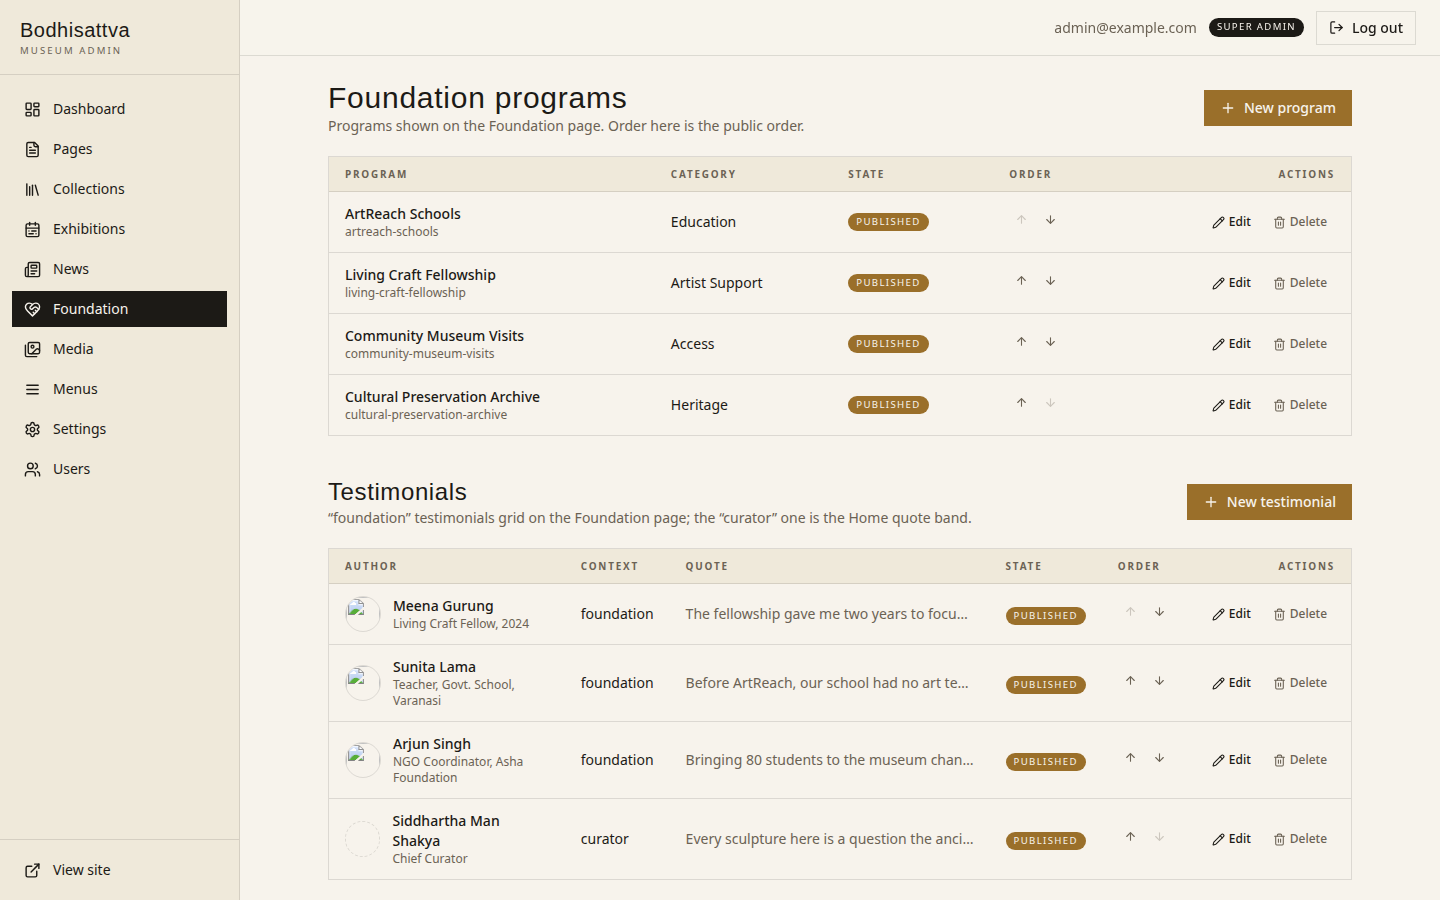 Bodhisattva
MUSEUM ADMIN
Dashboard
Pages
Collections
Exhibitions
News
Foundation
Media
Menus
Settings
Users
View site
admin@example.com SUPER ADMIN Log out
Foundation programs
Programs shown on the Foundation page. Order here is the public order.
New program
PROGRAM CATEGORY STATE ORDER ACTIONS
ArtReach Schools
artreach-schools
Education PUBLISHED Edit Delete
Living Craft Fellowship
living-craft-fellowship
Artist Support PUBLISHED Edit Delete
Community Museum Visits
community-museum-visits
Access PUBLISHED Edit Delete
Cultural Preservation Archive
cultural-preservation-archive
Heritage PUBLISHED Edit Delete
Testimonials
“foundation” testimonials grid on the Foundation page; the “curator” one is the Home quote band.
New testimonial
AUTHOR CONTEXT QUOTE STATE ORDER ACTIONS
Meena Gurung
Living Craft Fellow, 2024
foundation The fellowship gave me two years to focu... PUBLISHED Edit Delete
Sunita Lama
Teacher, Govt. School,
Varanasi
foundation Before ArtReach, our school had no art te... PUBLISHED Edit Delete
Arjun Singh
NGO Coordinator, Asha
Foundation
foundation Bringing 80 students to the museum chan... PUBLISHED Edit Delete
Siddhartha Man
Shakya
Chief Curator
curator Every sculpture here is a question the anci... PUBLISHED Edit Delete